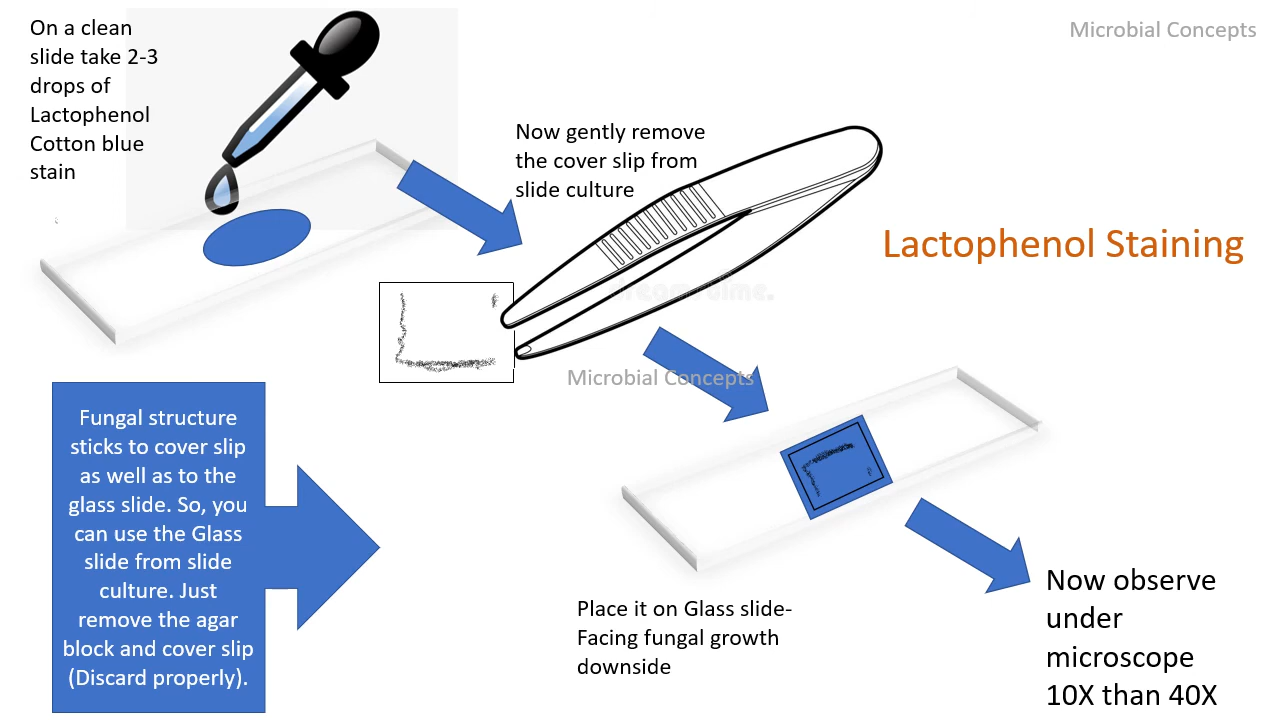 On a clean
slide take 2-3
drops of
Lactophenol
Cotton blue
stain
Microbial Concepts
Now gently remove
the cover slip from
slide culture
Lactophenol Staining
dreamstime.
Microbial Concepts
Fungal structure
sticks to cover slip
as well as to the
glass slide. So, you
can use the Glass
slide from slide
culture. Just
remove the agar
block and cover slip
(Discard properly).
Place it on Glass slide-
Facing fungal growth
downside
Now observe
under
microscope
10X than 40X